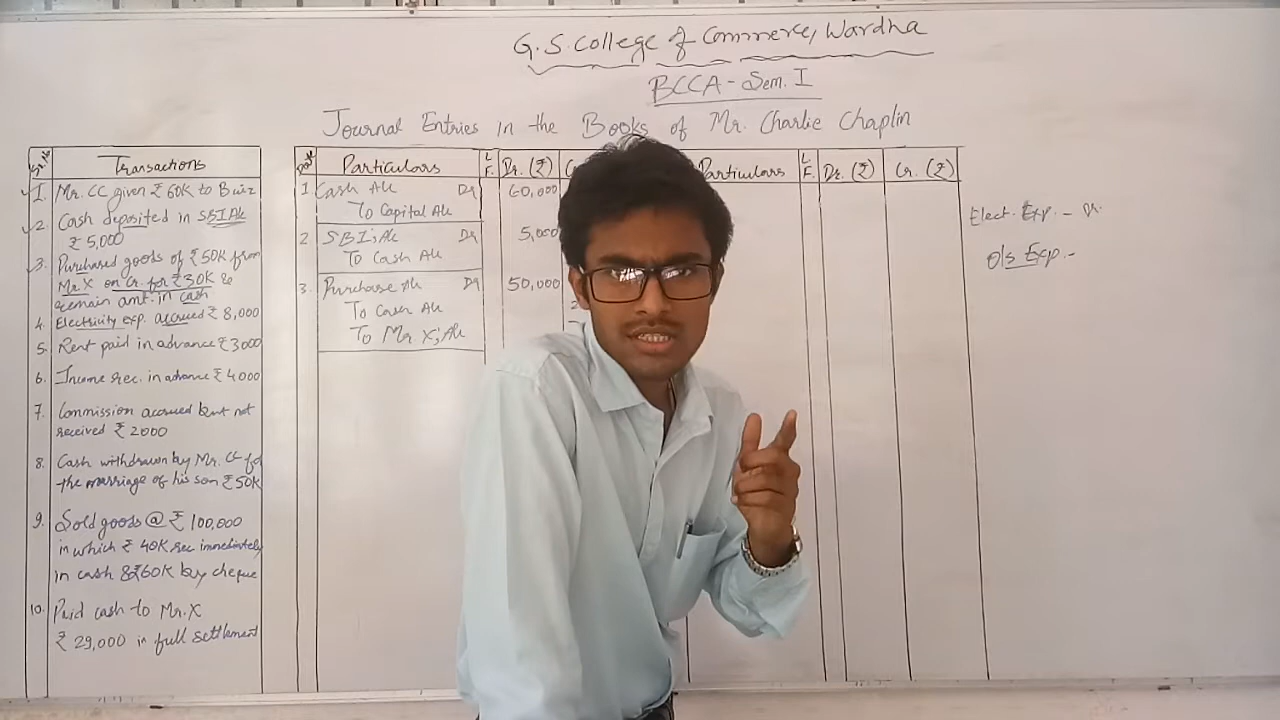 G.S. College of Commerce, Wardha
BCCA - Sem. I
Journal Entries in the Books of Mr. Charlie Chaplin
Sr. No Transactions
1. Mr. CC given ₹ 60K to Buiz
2. Cash deposited in SBI A/c
₹ 5,000
3. Purchased goods of ₹50K from
Mr X on Cr. for ₹30K &
remain amt. in cash
4. Electricity exp. accrued ₹ 8,000
5. Rent paid in advance ₹ 3000
6. Income rec. in advance ₹ 4000
7. Commission accrued but not
received ₹ 2000
8. Cash withdrawn by Mr. CC for
the marriage of his son ₹ 50K
9. Sold goods @ ₹ 100,000
in which ₹ 40K rec immediately
in cash & ₹60K by cheque
10. Paid cash to Mr. X
₹ 29,000 in full settlement
Date Particulars L.F. Dr. (₹)
1 Cash A/c Dr 60,000
To Capital A/c
2 SBI's A/c Dr 5,000
To Cash A/c
3. Purchase A/c Dr 50,000
To Cash A/c
To Mr X's A/c
Particulars L.F. Dr. (₹) Cr. (₹)
Elect. Exp. - Dr.
O/s Exp. -